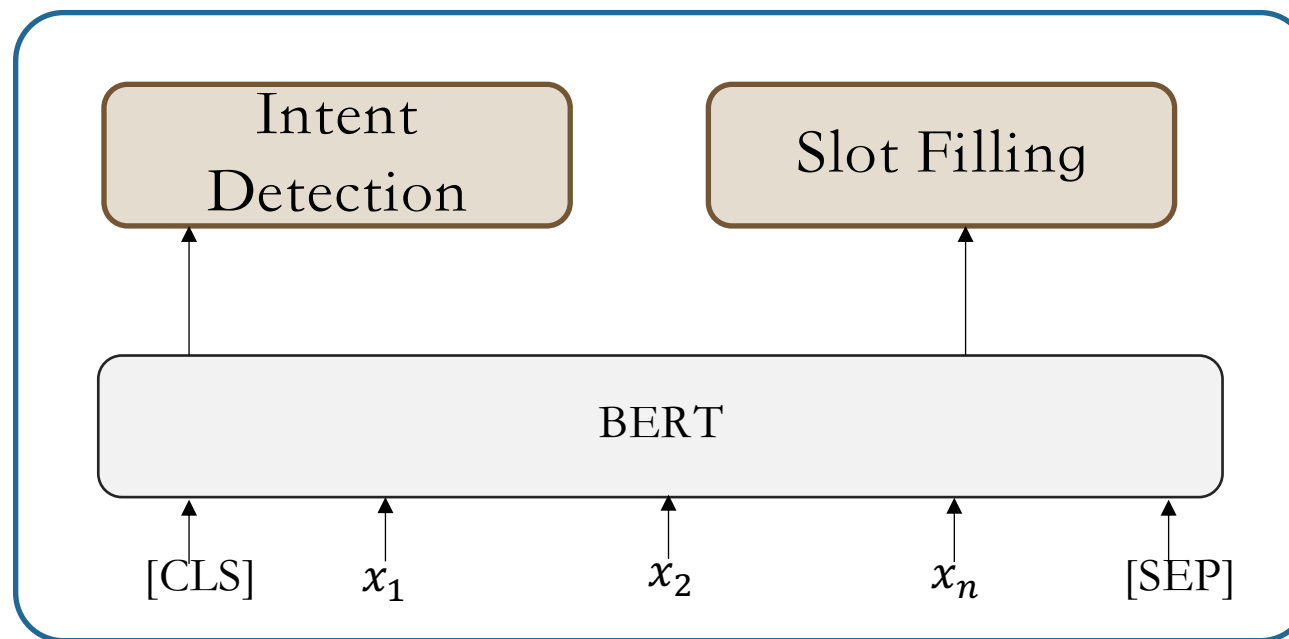 Intent
Detection
Slot Filling
BERT
[CLS] x₁ x₂ xₙ [SEP]